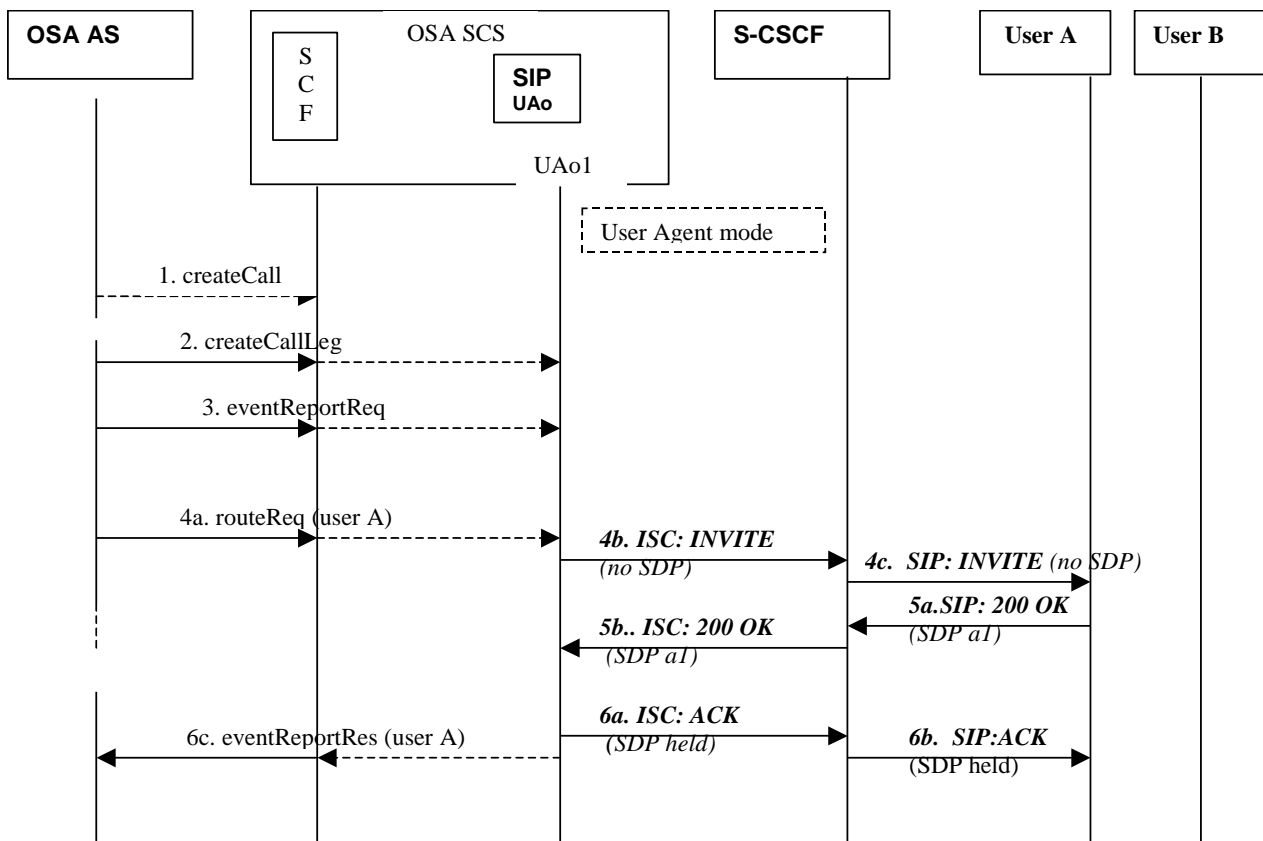 OSA AS
OSA SCS
S
C
F
SIP
UAo
UAo1
S-CSCF
User A
User B
User Agent mode
1. createCall
2. createCallLeg
3. eventReportReq
4a. routeReq (user A)
4b. ISC: INVITE
(no SDP)
4c. SIP: INVITE (no SDP)
5a.SIP: 200 OK
(SDP a1)
5b.. ISC: 200 OK
(SDP a1)
6a. ISC: ACK
(SDP held)
6b. SIP:ACK
(SDP held)
6c. eventReportRes (user A)